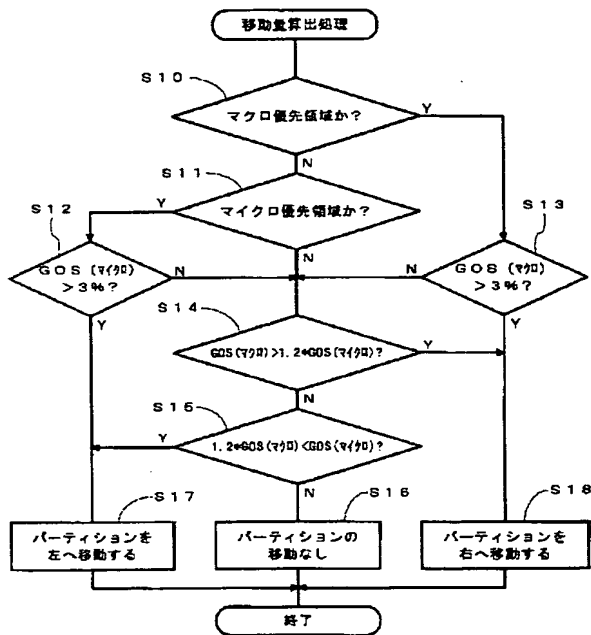 移動量算出処理
S10
マクロ優先領域か？
Y
N
S11
マイクロ優先領域か？
Y
N
S12
GOS(マイクロ)
>3%?
N
Y
S13
GOS(マクロ)
>3%?
N
Y
S14
GOS(マクロ)>1.2*GOS(マイクロ)?
Y
N
S15
1.2*GOS(マクロ)<GOS(マイクロ)?
Y
N
S17
パーティションを
左へ移動する
S16
パーティションの
移動なし
S18
パーティションを
右へ移動する
終了